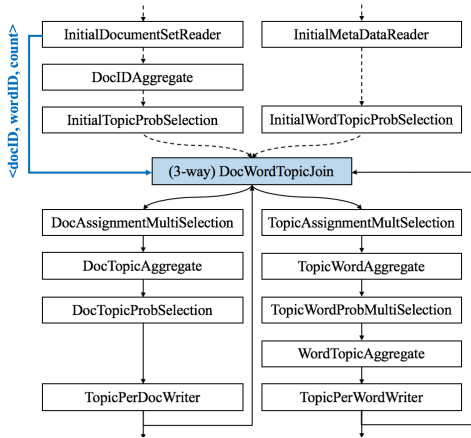 <docID, wordID, count>
InitialDocumentSetReader
InitialMetaDataReader
DocIDAggregate
InitialTopicProbSelection
InitialWordTopicProbSelection
(3-way) DocWordTopicJoin
DocAssignmentMultiSelection
TopicAssignmentMultSelection
DocTopicAggregate
TopicWordAggregate
DocTopicProbSelection
TopicWordProbMultiSelection
WordTopicAggregate
TopicPerDocWriter
TopicPerWordWriter